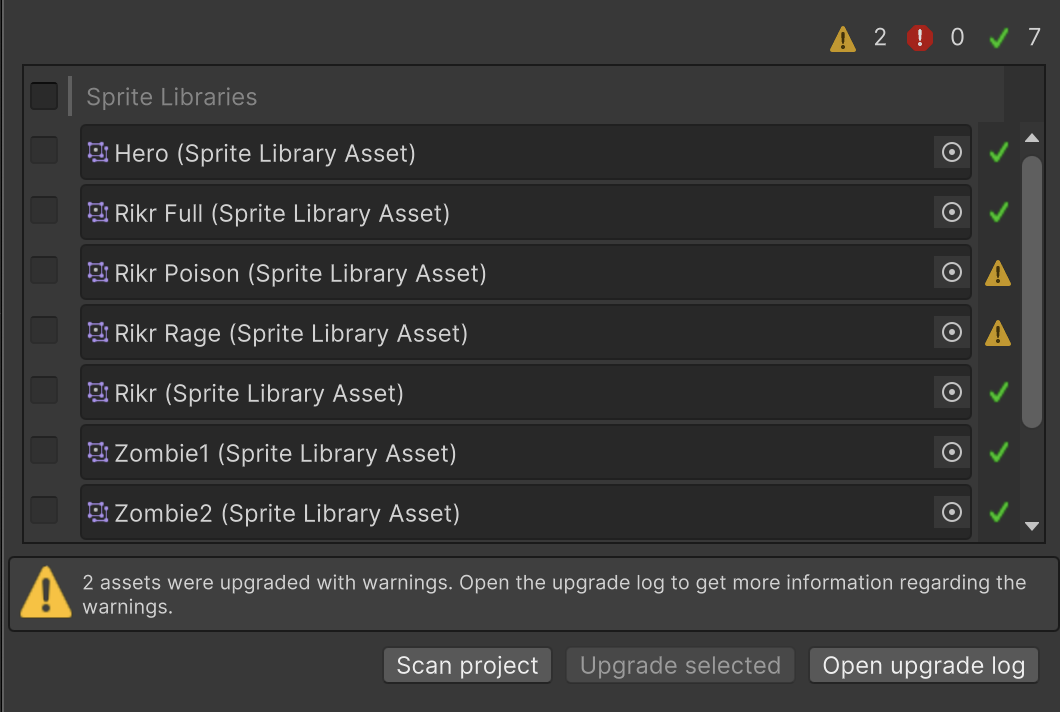 2 0 7
Sprite Libraries
Hero (Sprite Library Asset)
Rikr Full (Sprite Library Asset)
Rikr Poison (Sprite Library Asset)
Rikr Rage (Sprite Library Asset)
Rikr (Sprite Library Asset)
Zombie1 (Sprite Library Asset)
Zombie2 (Sprite Library Asset)
2 assets were upgraded with warnings. Open the upgrade log to get more information regarding the
warnings.
Scan project Upgrade selected Open upgrade log